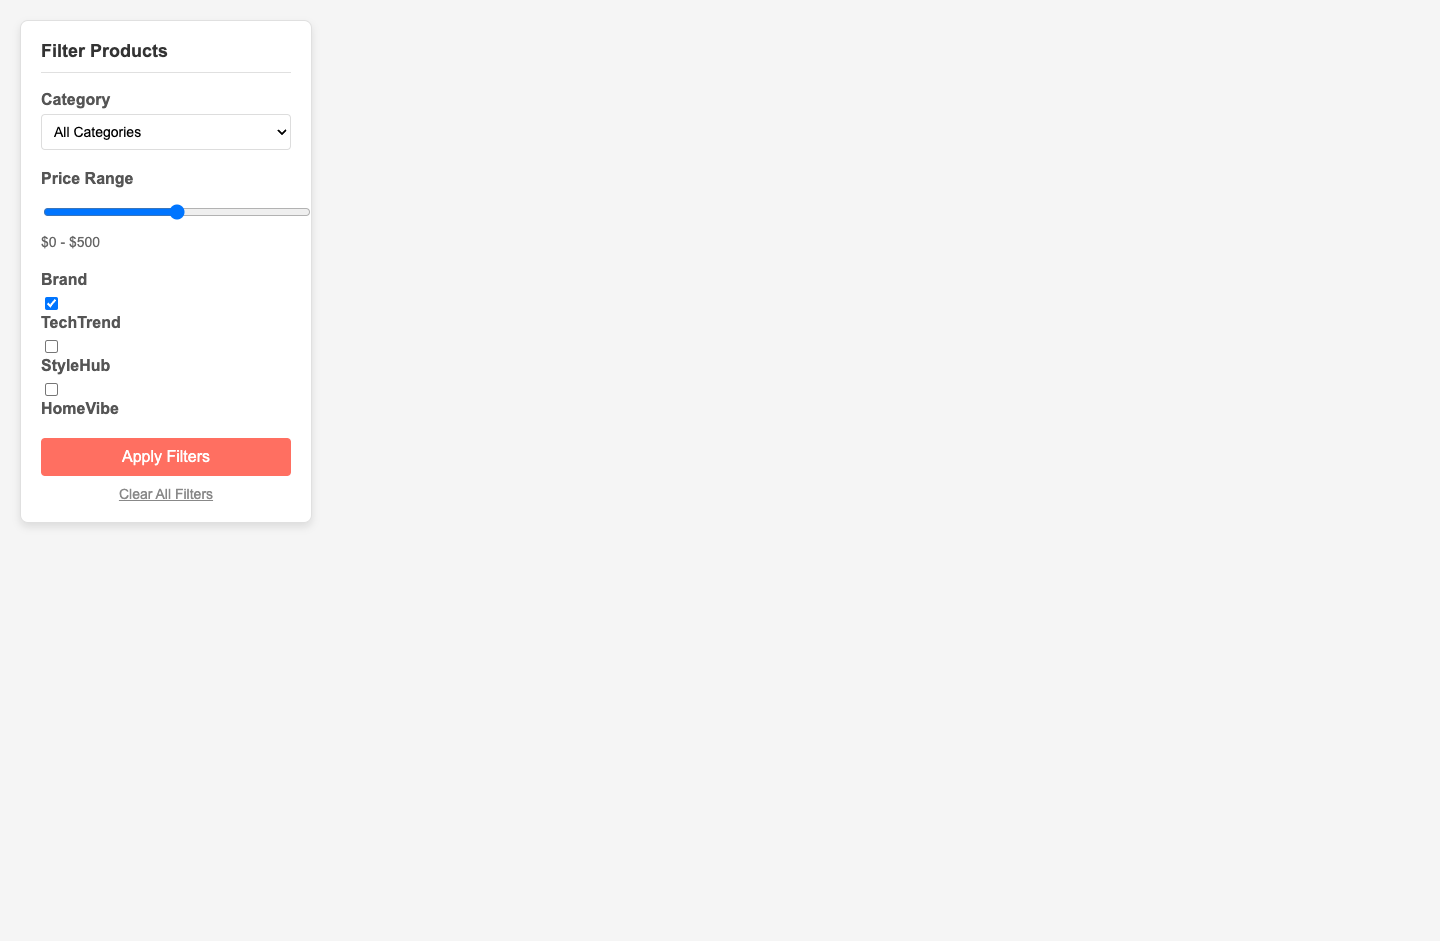 Filter Products
Category
All Categories
Price Range
$0 - $500
Brand
TechTrend
StyleHub
HomeVibe
Apply Filters
Clear All Filters